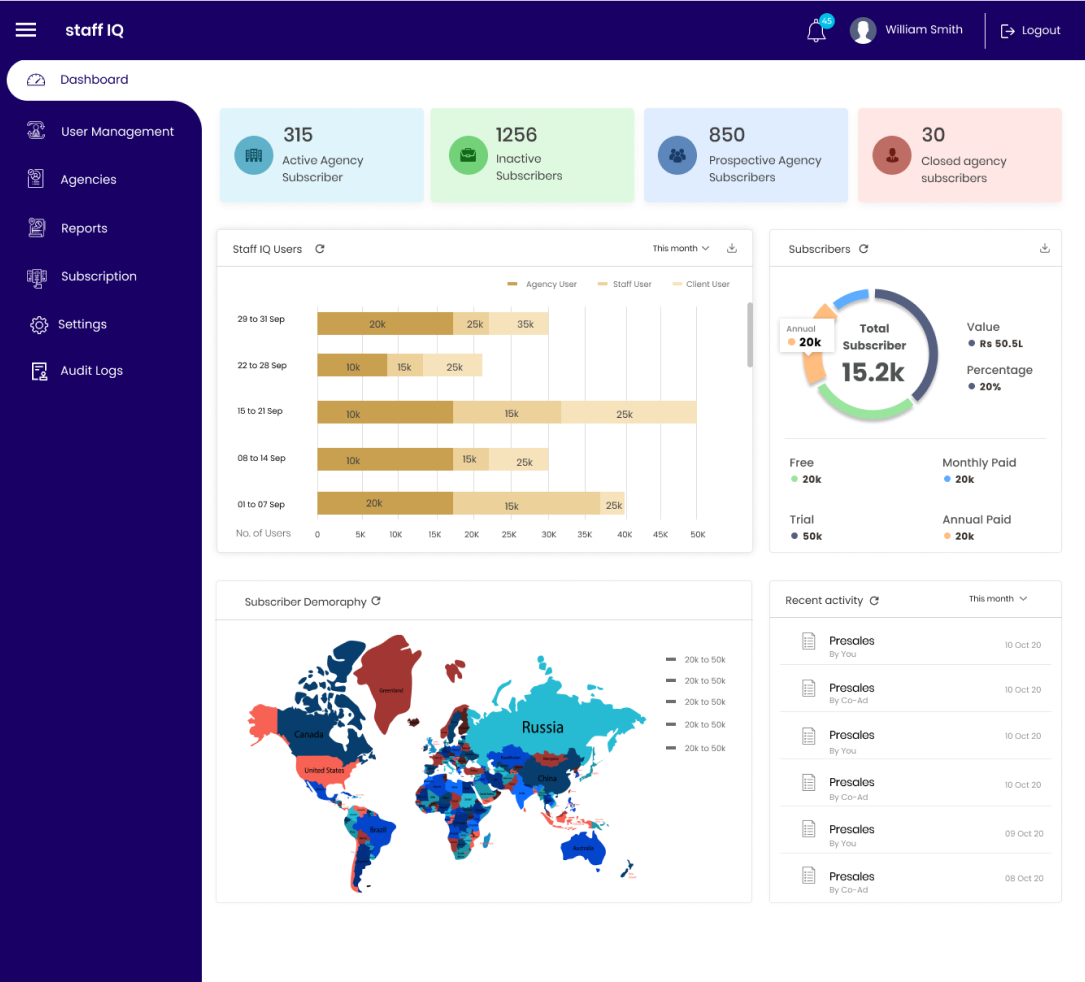 staff IQ
45
William Smith
Logout
Dashboard
User Management
Agencies
Reports
Subscription
Settings
Audit Logs
315
Active Agency
Subscriber
1256
Inactive
Subscribers
850
Prospective Agency
Subscribers
30
Closed agency
subscribers
Staff IQ Users
This month
Agency User
Staff User
Client User
29 to 31 Sep
20k 25k 35k
22 to 28 Sep
10k 15k 25k
15 to 21 Sep
10k 15k 25k
08 to 14 Sep
10k 15k 25k
01 to 07 Sep
20k 15k 25k
No. of Users
0 5K 10K 15K 20K 25K 30K 35K 40K 45K 50K
Subscribers
Annual
20k
Total
Subscriber
15.2k
Value
Rs 50.5L
Percentage
20%
Free
20k
Monthly Paid
20k
Trial
50k
Annual Paid
20k
Subscriber Demoraphy
Greenland
Canada
United States
Russia
China
Brazil
Australia
20k to 50k
20k to 50k
20k to 50k
20k to 50k
20k to 50k
Recent activity
This month
Presales
By You
10 Oct 20
Presales
By Co-Ad
10 Oct 20
Presales
By You
10 Oct 20
Presales
By Co-Ad
10 Oct 20
Presales
By You
09 Oct 20
Presales
By Co-Ad
08 Oct 20